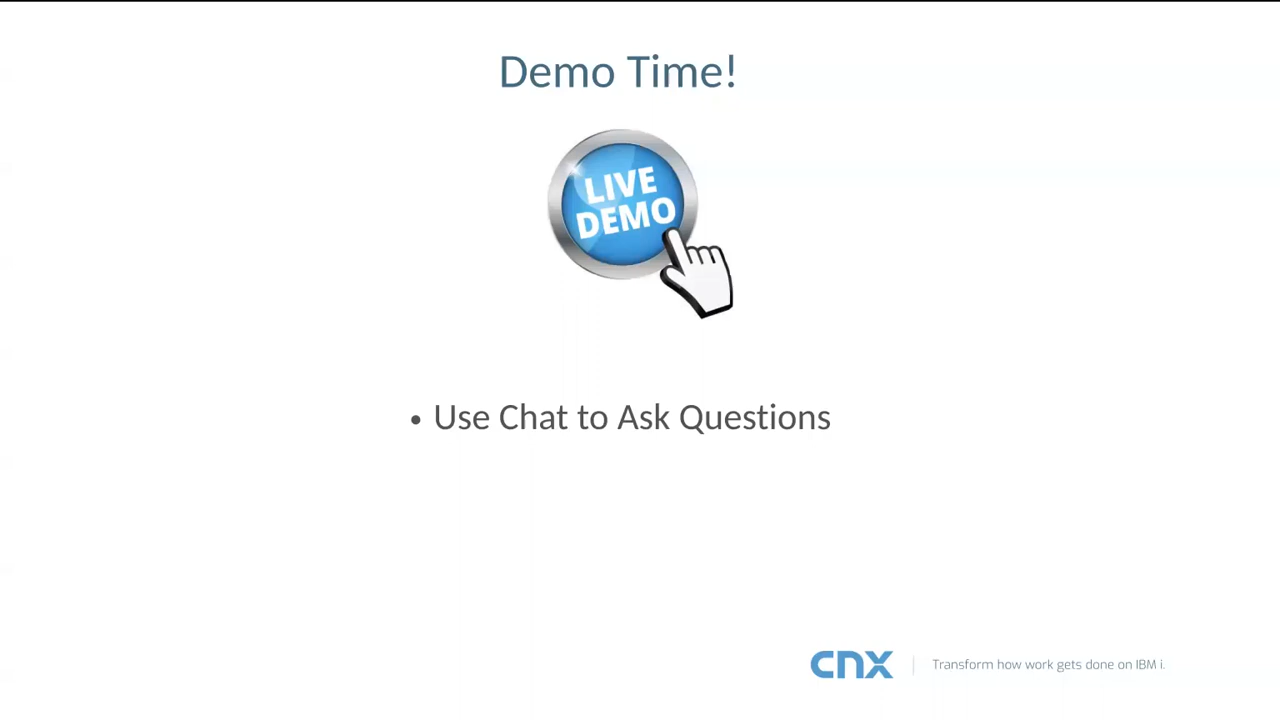 Demo Time!
LIVE
DEMO
• Use Chat to Ask Questions
cnx
Transform how work gets done on IBM i.